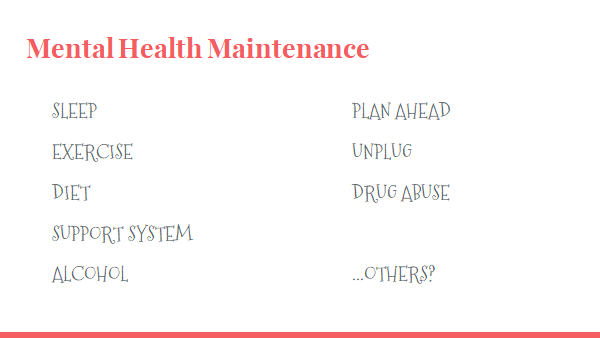 Mental Health Maintenance
SLEEP
EXERCISE
DIET
SUPPORT SYSTEM
ALCOHOL
PLAN AHEAD
UNPLUG
DRUG ABUSE
...OTHERS?